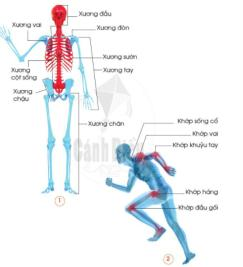 Xương đầu
Xương vai
Xương đòn
Xương sườn
Xương
cột sống
Xương tay
Xương
chậu
Xương chân
1
Khớp sống cổ
Khớp vai
Khớp khuỷu tay
Khớp háng
Khớp đầu gối
2